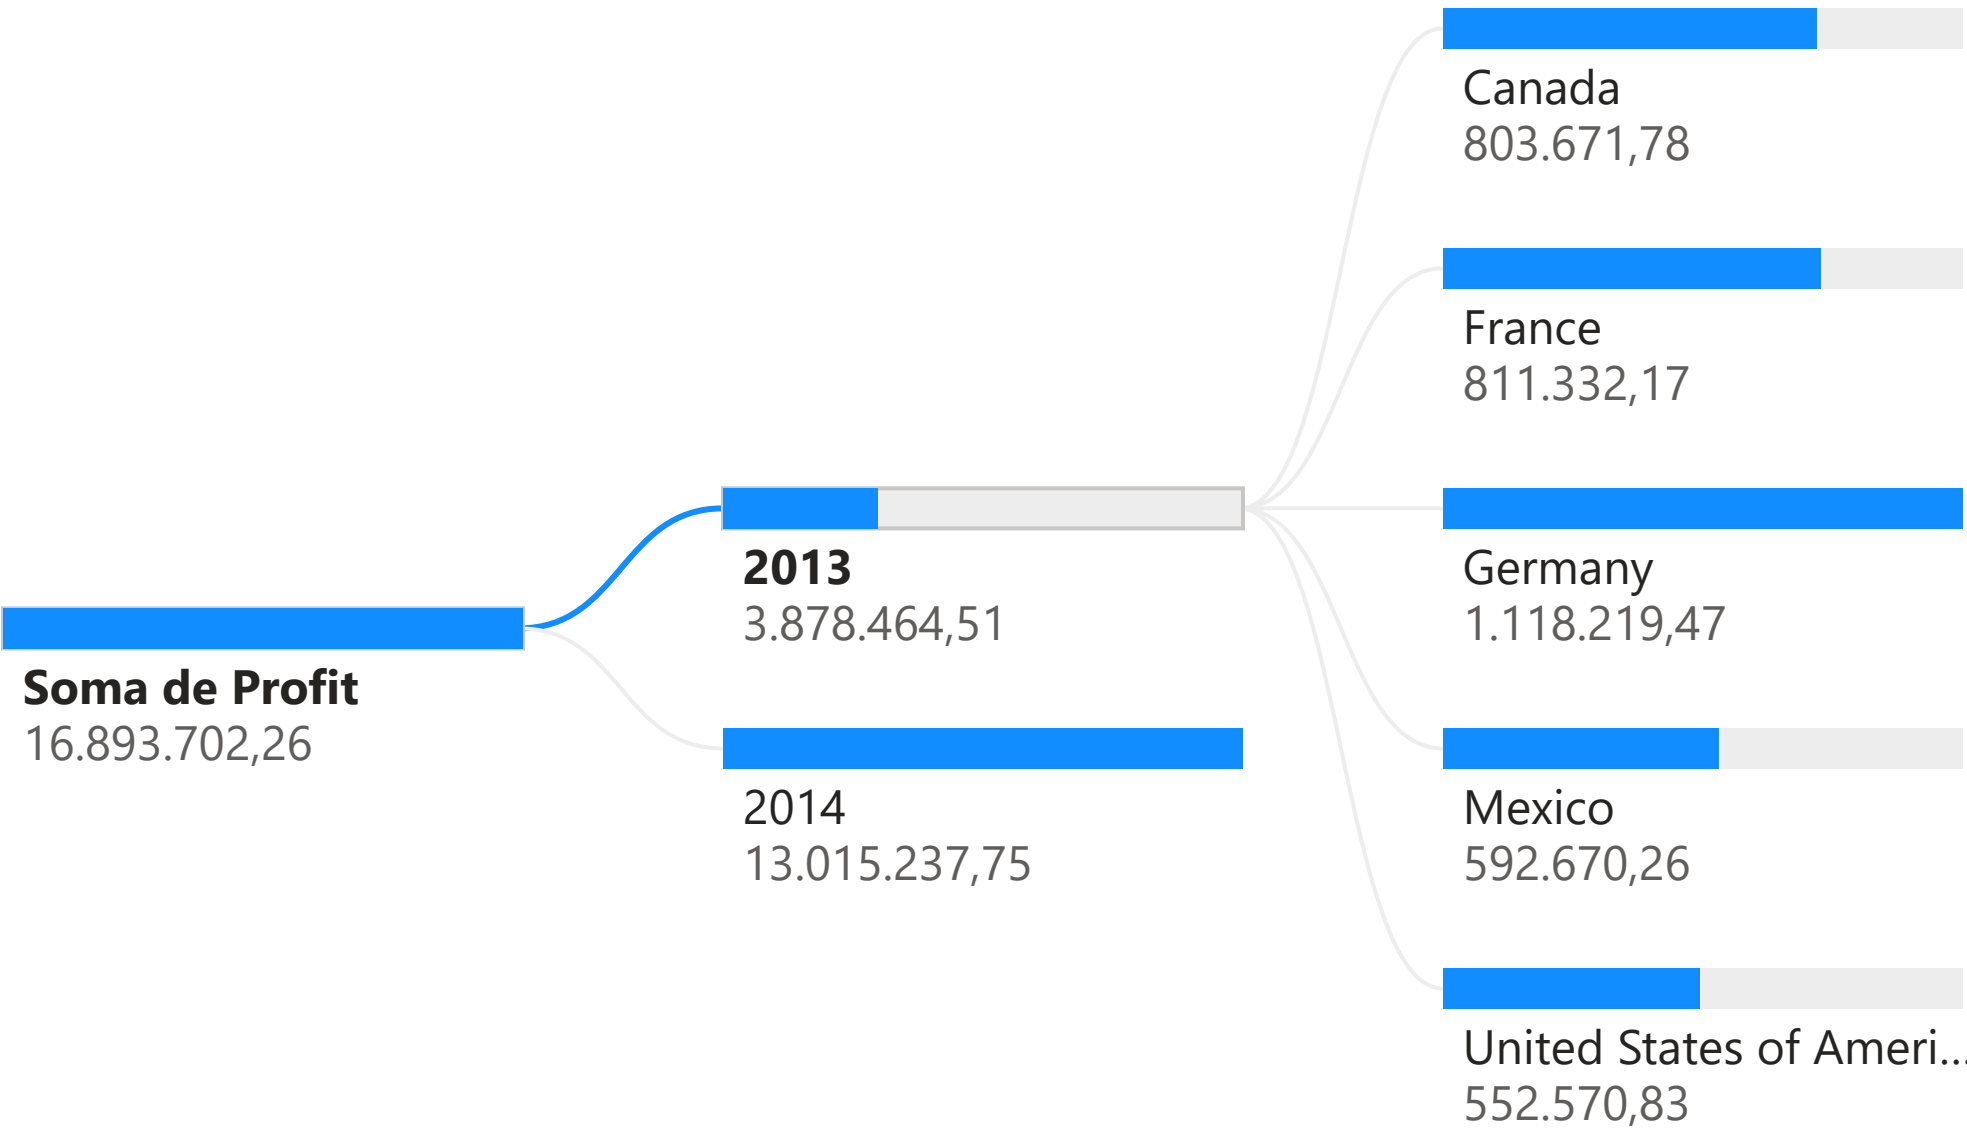 Soma de Profit
16.893.702,26
2013
3.878.464,51
2014
13.015.237,75
Canada
803.671,78
France
811.332,17
Germany
1.118.219,47
Mexico
592.670,26
United States of Ameri...
552.570,83